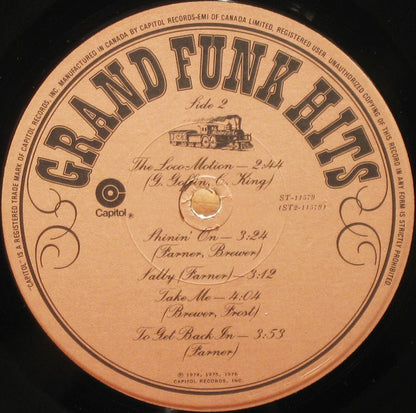 MANUFACTURED IN CANADA BY CAPITOL RECORDS-EMI OF CANADA LIMITED, REGISTERED USER. UNAUTHORIZED COPYING OF THIS RECORD IN ANY FORM IS STRICTLY PROHIBITED.
"CAPITOL" IS A REGISTERED TRADE MARK OF CAPITOL RECORDS, INC.
GRAND FUNK HITS
Side 2
The Loco-Motion — 2:44
(G. Goffin, C. King)
Capitol®
ST-11579
(ST2-11579)
Shinin' On — 3:24
(Farner, Brewer)
Sally (Farner) — 3:12
Take Me — 4:04
(Brewer, Frost)
To Get Back In — 3:53
(Farner)
℗ 1974, 1975, 1976
CAPITOL RECORDS, INC.